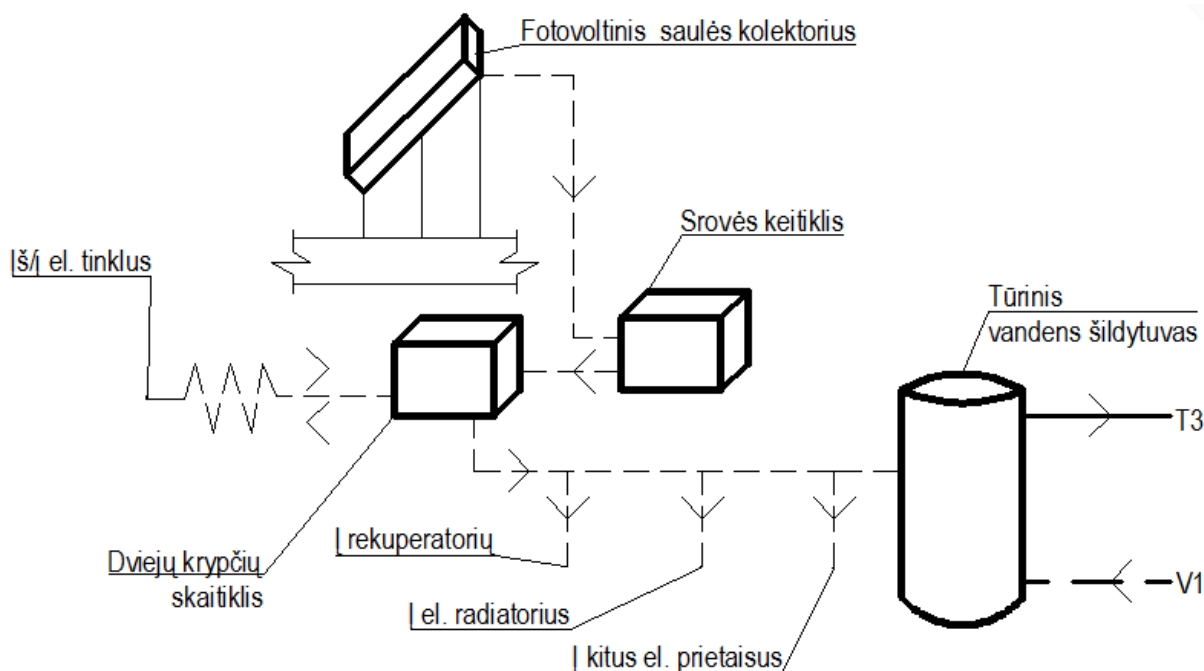 Fotovoltinis saulės kolektorius
Srovės keitiklis
Iš/į el. tinklus
Tūrinis
vandens šildytuvas
T3
Į rekuperatorių
Dviejų krypčių
skaitiklis
V1
Į el. radiatorius
Į kitus el. prietaisus